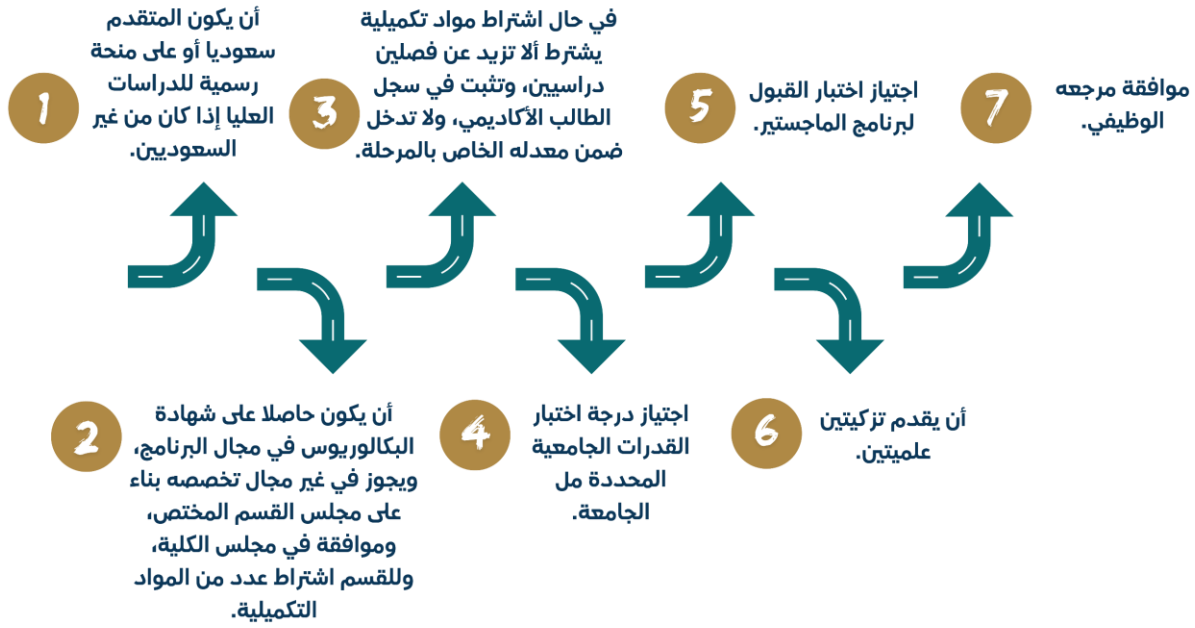 1
أن يكون المتقدم
سعوديا أو على منحة
رسمية للدراسات
العليا إذا كان من غير
السعوديين.
2
أن يكون حاصلا على شهادة
البكالوريوس في مجال البرنامج،
ويجوز في غير مجال تخصصه بناء
على مجلس القسم المختص،
وموافقة في مجلس الكلية،
وللقسم اشتراط عدد من المواد
التكميلية.
3
في حال اشتراط مواد تكميلية
يشترط ألا تزيد عن فصلين
دراسيين، وتثبت في سجل
الطالب الأكاديمي، ولا تدخل
ضمن معدله الخاص بالمرحلة.
4
اجتياز درجة اختبار
القدرات الجامعية
المحددة مل
الجامعة.
5
اجتياز اختبار القبول
لبرنامج الماجستير.
6
أن يقدم تزكيتين
علميتين.
7
موافقة مرجعه
الوظيفي.